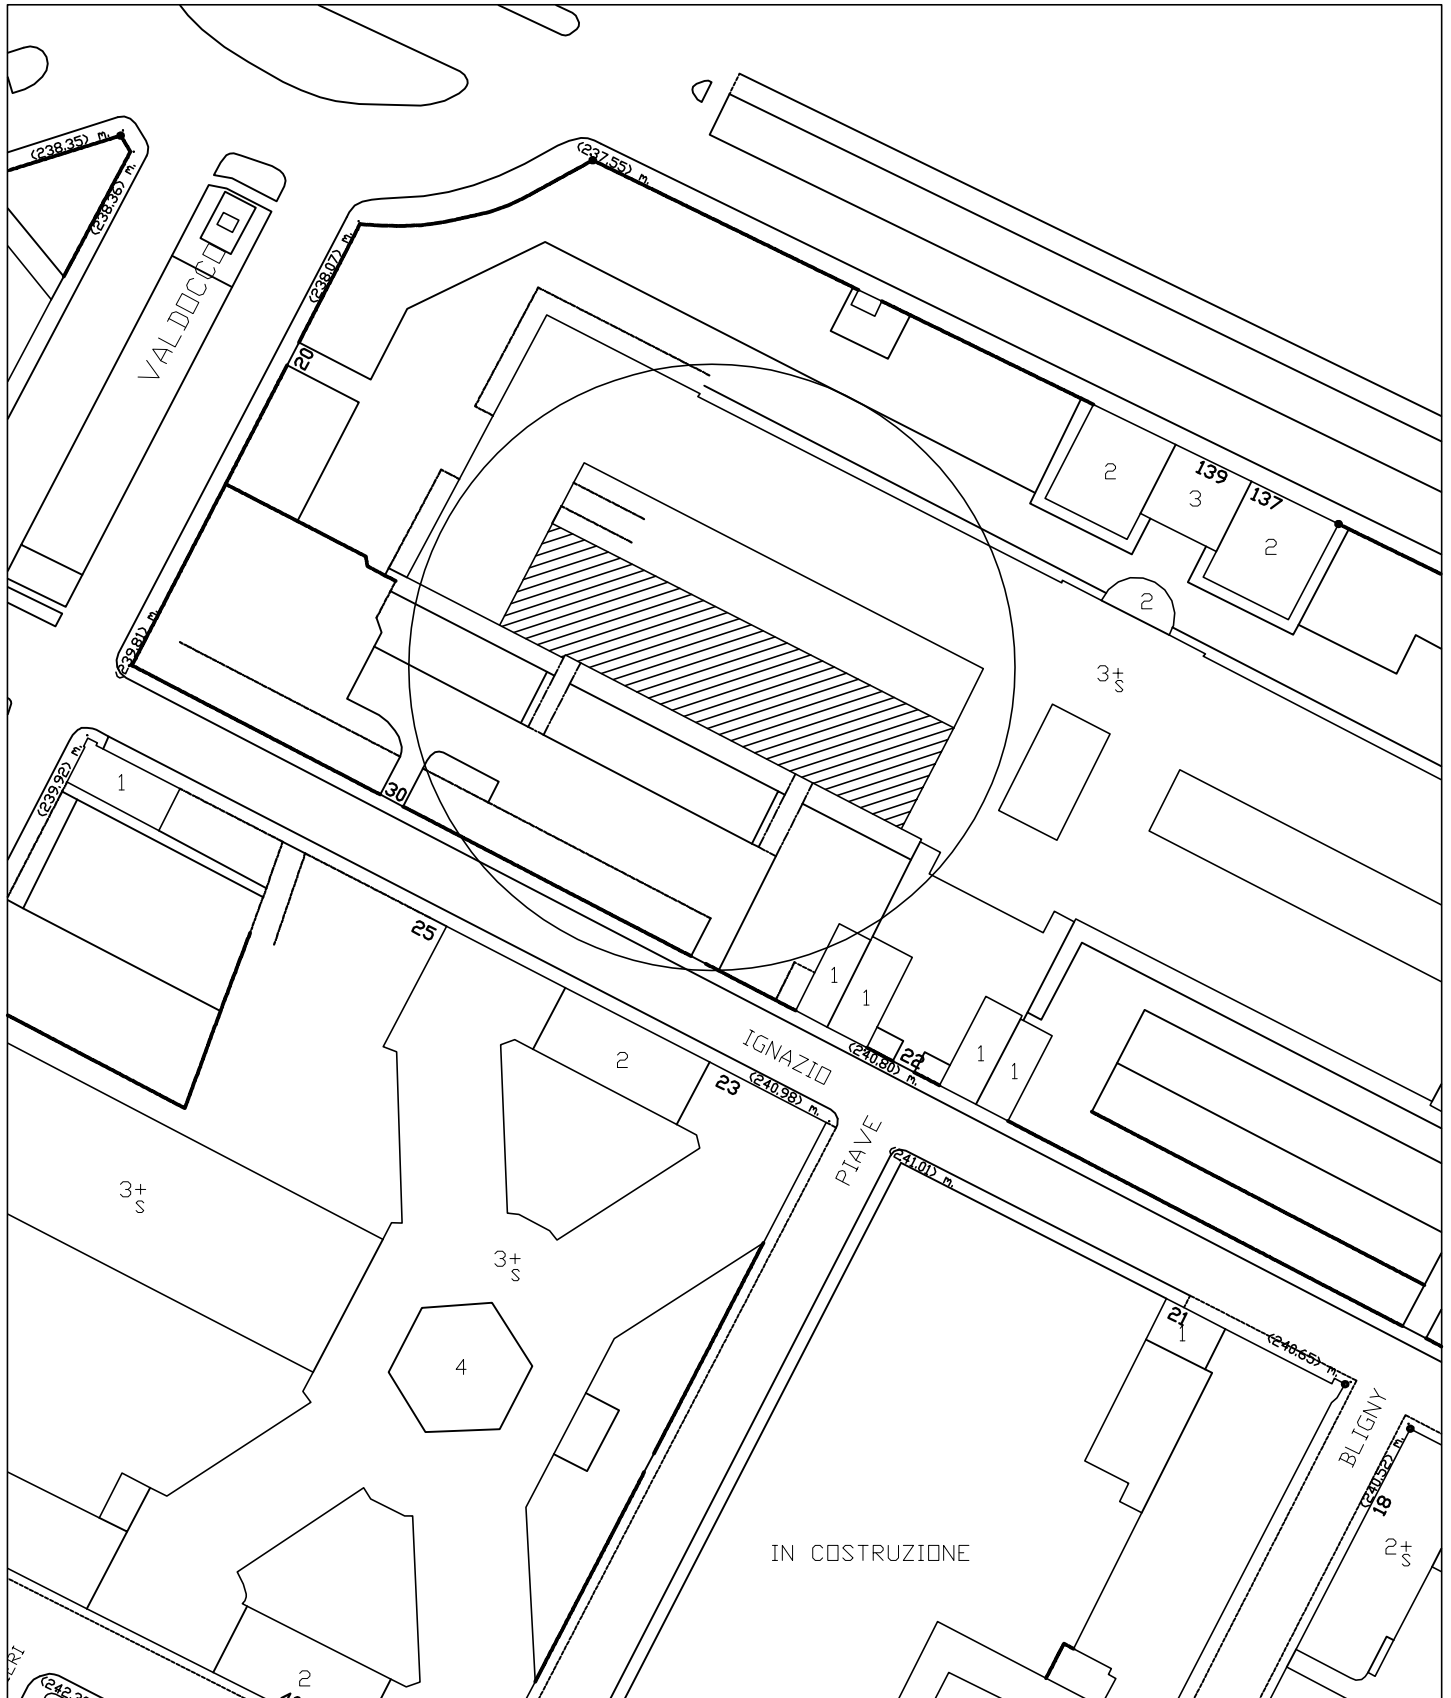 (237.55) m.
(238.35) m.
(238.36) m.
(238.07) m.
VALDOCCO
20
2
139
137
3
2
2
(239.81) m.
3+
S
(239.92) m.
1
30
25
1
1
IGNAZIO
(240.80) m.
22
1
1
2
23
(240.98) m.
PIAVE
(241.01) m.
3+
S
3+
S
21
1
(240.65) m.
4
BLIGNY
(240.52) m.
18
IN COSTRUZIONE
2+
S
2